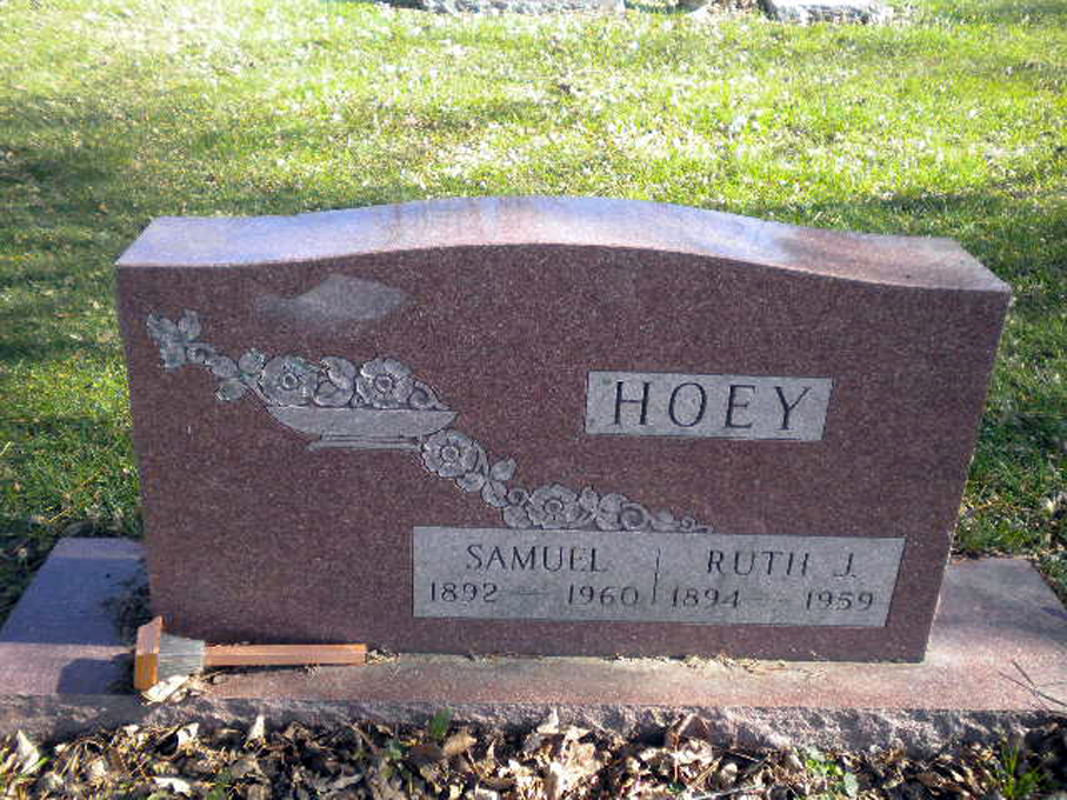 HOEY
SAMUEL | RUTH J.
1892 — 1960 | 1894 — 1959